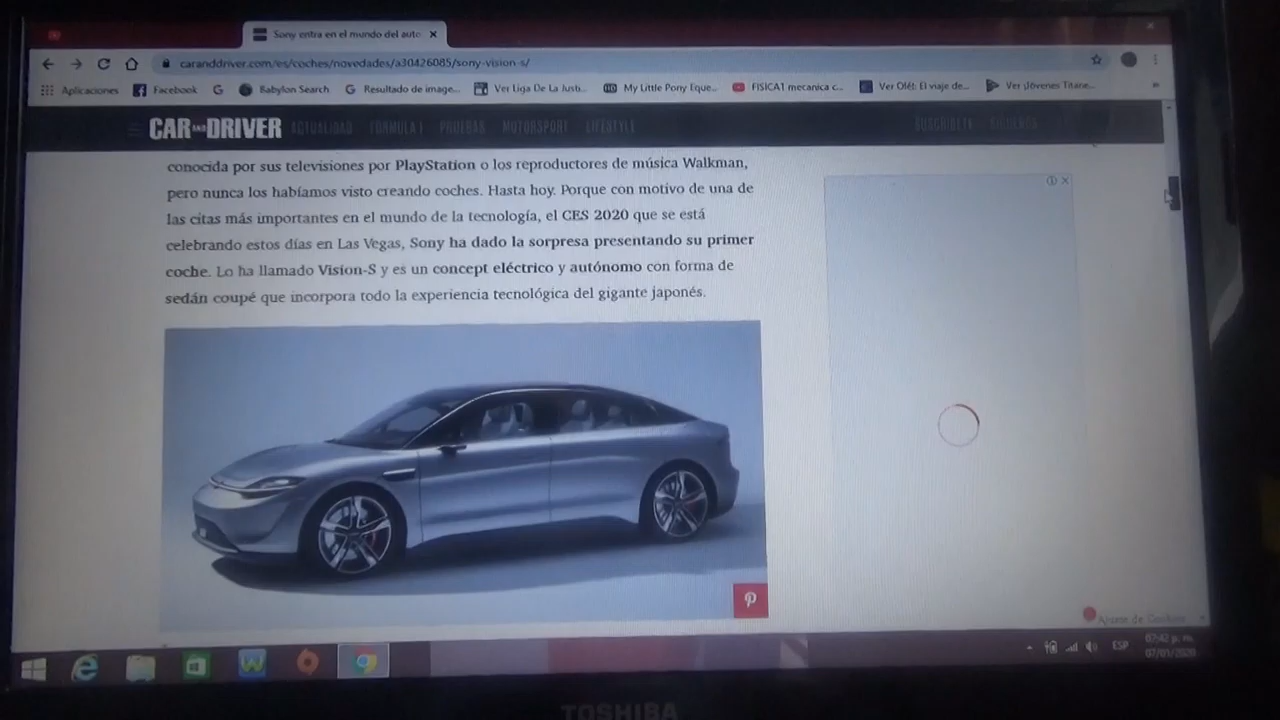 Sony entra en el mundo del auto
caranddriver.com/es/coches/novedades/a30426085/sony-vision-s/
Aplicaciones
Facebook
Babylon Search
Resultado de image...
Ver Liga De La Justi...
My Little Pony Eque...
FISICA1 mecanica c...
Ver Olé!: El viaje de...
Ver Jóvenes Titane...
CAR AND DRIVER
ACTUALIDAD
FÓRMULA 1
PRUEBAS
MOTORSPORT
LIFESTYLE
SUSCRÍBETE
SÍGUENOS
conocida por sus televisiones por PlayStation o los reproductores de música Walkman,
pero nunca los habíamos visto creando coches. Hasta hoy. Porque con motivo de una de
las citas más importantes en el mundo de la tecnología, el CES 2020 que se está
celebrando estos días en Las Vegas, Sony ha dado la sorpresa presentando su primer
coche. Lo ha llamado Vision-S y es un concept eléctrico y autónomo con forma de
sedán coupé que incorpora todo la experiencia tecnológica del gigante japonés.
ESP
07:42 p. m.
07/01/2020
TOSHIBA